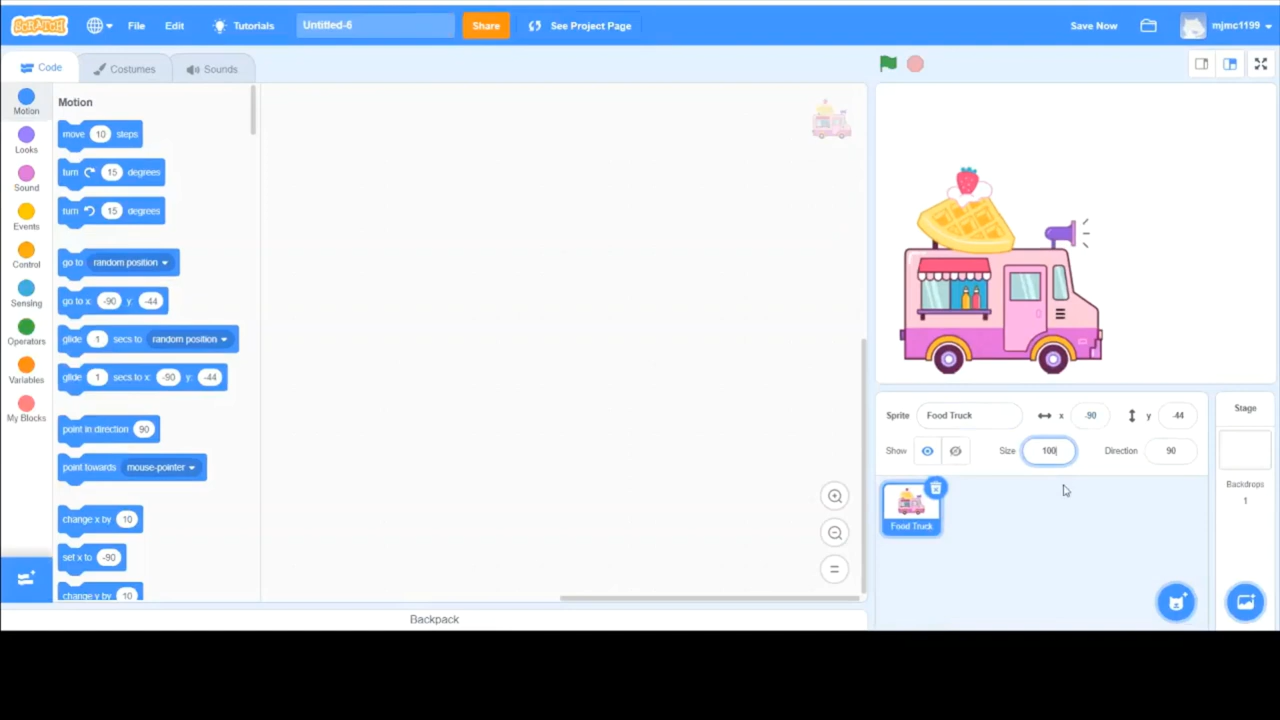 SCRATCH
File
Edit
Tutorials
Untitled-6
Share
See Project Page
Save Now
mjmc1199
Code
Costumes
Sounds
Motion
Looks
Sound
Events
Control
Sensing
Operators
Variables
My Blocks
Motion
move 10 steps
turn 15 degrees
turn 15 degrees
go to random position
go to x: -90 y: -44
glide 1 secs to random position
glide 1 secs to x: -90 y: -44
point in direction 90
point towards mouse-pointer
change x by 10
set x to -90
change y by 10
Backpack
Sprite Food Truck x -90 y -44
Show Size 100 Direction 90
Food Truck
Stage
Backdrops
1